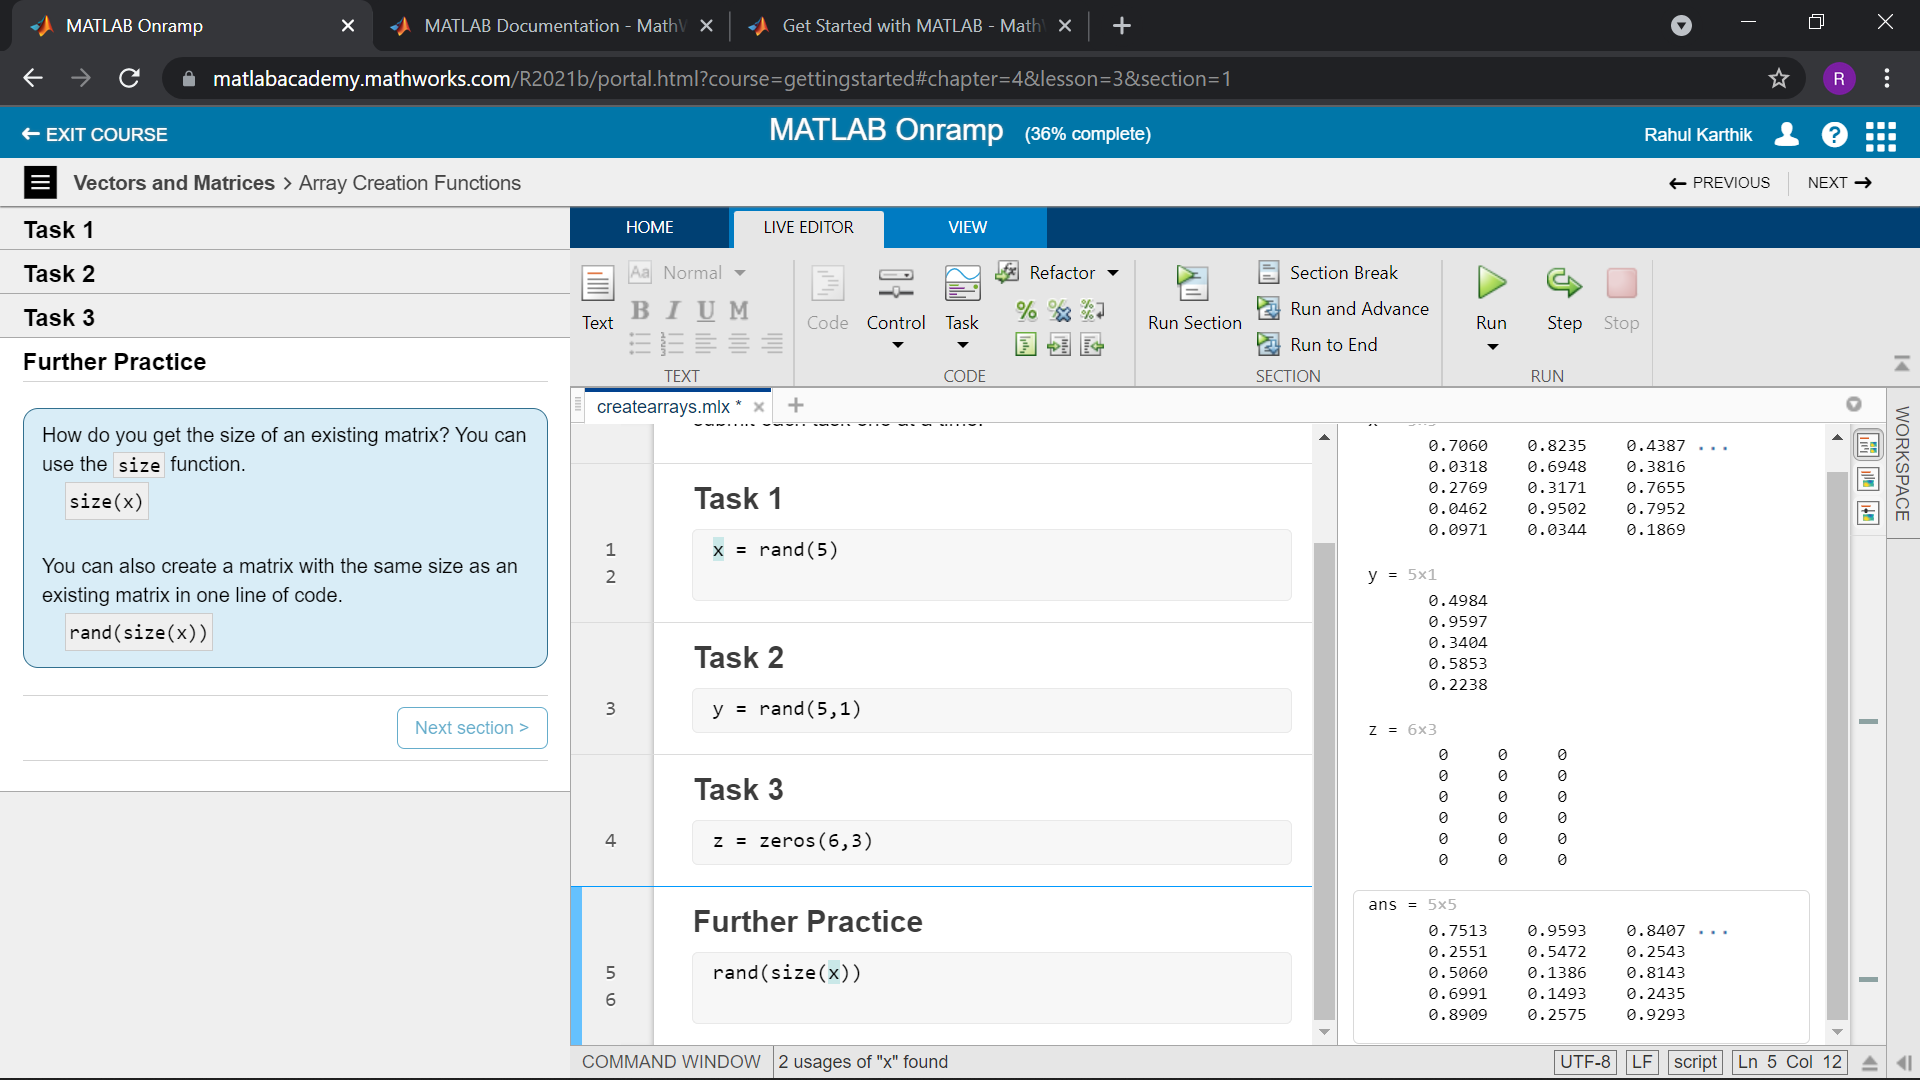 MATLAB Onramp
MATLAB Documentation - Math
Get Started with MATLAB - Math
matlabacademy.mathworks.com/R2021b/portal.html?course=gettingstarted#chapter=4&lesson=3&section=1
R
EXIT COURSE
MATLAB Onramp (36% complete)
Rahul Karthik
Vectors and Matrices > Array Creation Functions
PREVIOUS
NEXT
Task 1
Task 2
Task 3
Further Practice
How do you get the size of an existing matrix? You can
use the size function.
size(x)
You can also create a matrix with the same size as an
existing matrix in one line of code.
rand(size(x))
Next section >
HOME
LIVE EDITOR
VIEW
Text
Aa Normal
B I U M
TEXT
Code
Control
Task
Refactor
CODE
Run Section
Section Break
Run and Advance
Run to End
SECTION
Run
Step
Stop
RUN
createarrays.mlx *
Task 1
1 x = rand(5)
2
Task 2
3 y = rand(5,1)
Task 3
4 z = zeros(6,3)
Further Practice
5 rand(size(x))
6
0.7060 0.8235 0.4387 ...
0.0318 0.6948 0.3816
0.2769 0.3171 0.7655
0.0462 0.9502 0.7952
0.0971 0.0344 0.1869
y = 5×1
0.4984
0.9597
0.3404
0.5853
0.2238
z = 6×3
0 0 0
0 0 0
0 0 0
0 0 0
0 0 0
0 0 0
ans = 5×5
0.7513 0.9593 0.8407 ...
0.2551 0.5472 0.2543
0.5060 0.1386 0.8143
0.6991 0.1493 0.2435
0.8909 0.2575 0.9293
WORKSPACE
COMMAND WINDOW
2 usages of "x" found
UTF-8
LF
script
Ln 5 Col 12